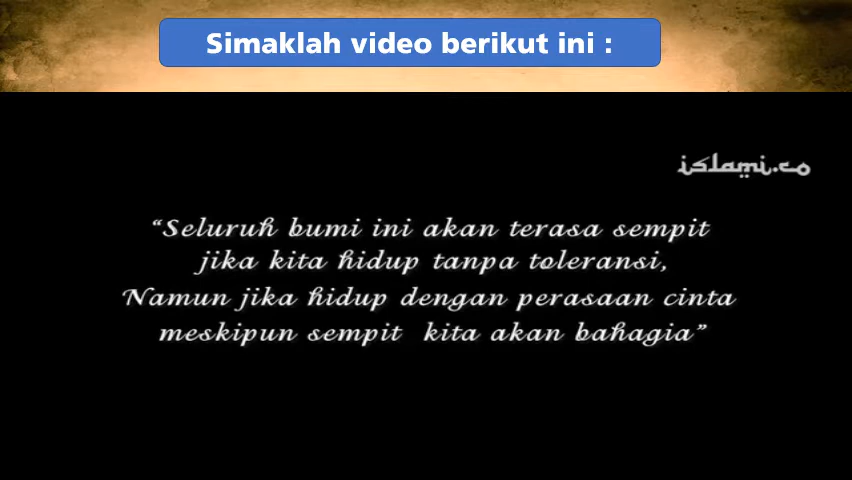 Simaklah video berikut ini :
islami.co
“Seluruh bumi ini akan terasa sempit
jika kita hidup tanpa toleransi,
Namun jika hidup dengan perasaan cinta
meskipun sempit kita akan bahagia”